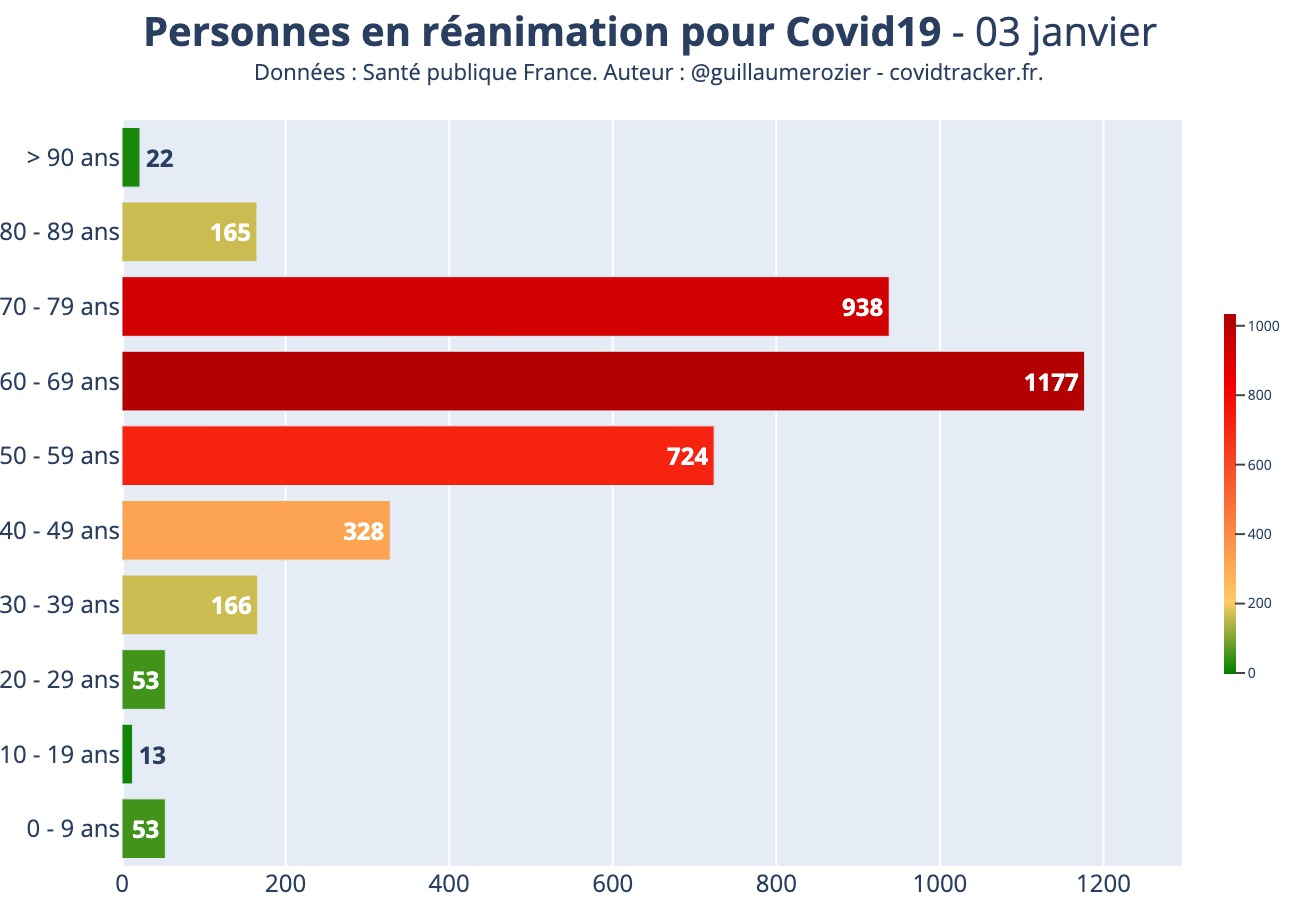 Personnes en réanimation pour Covid19 - 03 janvier
Données : Santé publique France. Auteur : @guillaumerozier - covidtracker.fr.
> 90 ans 22
80 - 89 ans 165
70 - 79 ans 938
60 - 69 ans 1177
50 - 59 ans 724
40 - 49 ans 328
30 - 39 ans 166
20 - 29 ans 53
10 - 19 ans 13
0 - 9 ans 53
0 200 400 600 800 1000 1200
1000
800
600
400
200
0